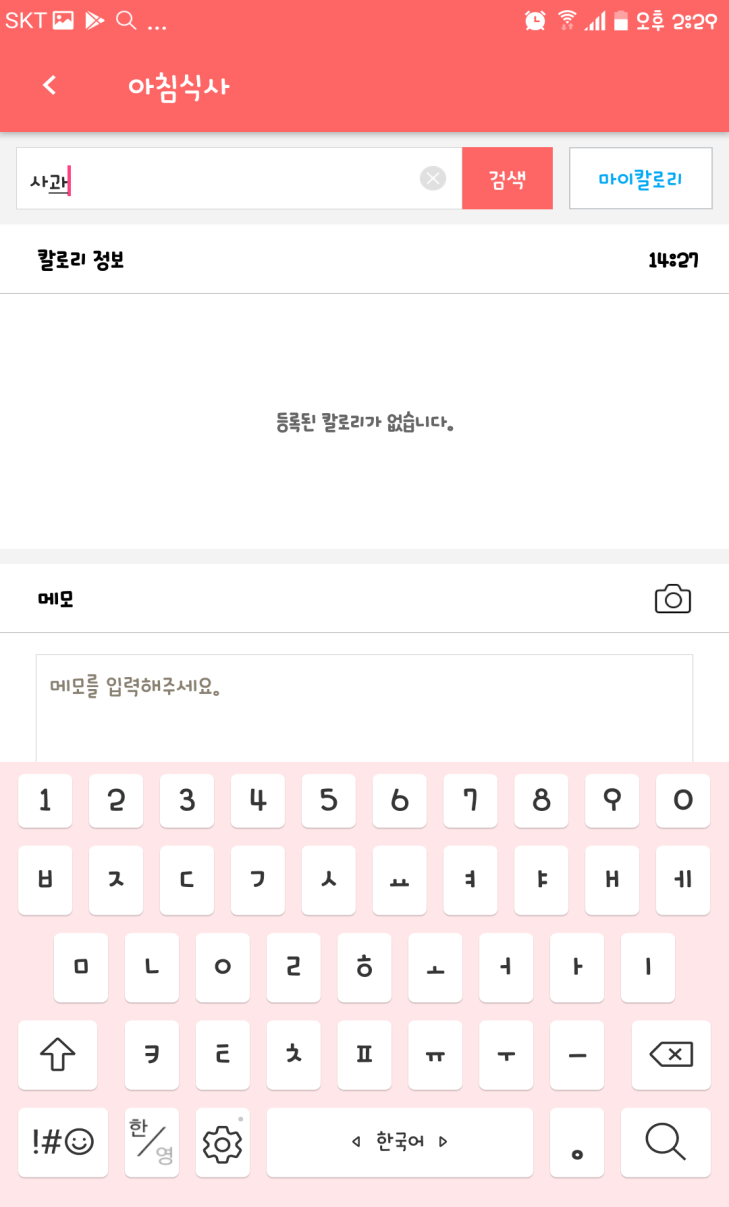 SKT ... 오후 2:29
아침식사
사과 검색 마이칼로리
칼로리 정보 14:27
등록된 칼로리가 없습니다.
메모
메모를 입력해주세요.
1 2 3 4 5 6 7 8 9 0
ㅂ ㅈ ㄷ ㄱ ㅅ ㅛ ㅕ ㅑ ㅐ ㅔ
ㅁ ㄴ ㅇ ㄹ ㅎ ㅗ ㅓ ㅏ ㅣ
ㅋ ㅌ ㅊ ㅍ ㅠ ㅜ ㅡ
!#☺ 한/영 한국어 .